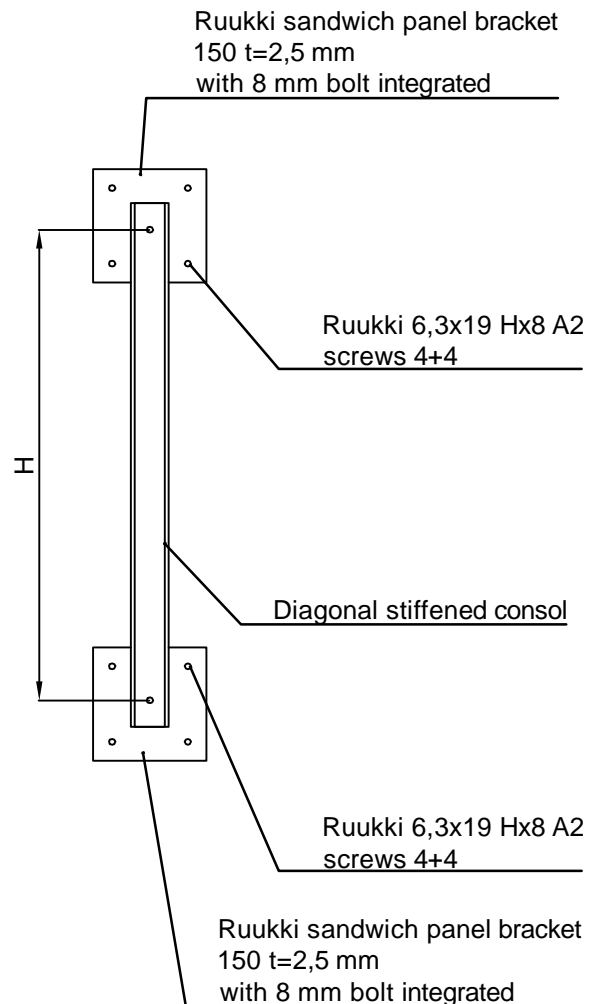 Ruukki sandwich panel bracket
150 t=2,5 mm
with 8 mm bolt integrated
Ruukki 6,3x19 Hx8 A2
screws 4+4
H
Diagonal stiffened consol
Ruukki 6,3x19 Hx8 A2
screws 4+4
Ruukki sandwich panel bracket
150 t=2,5 mm
with 8 mm bolt integrated